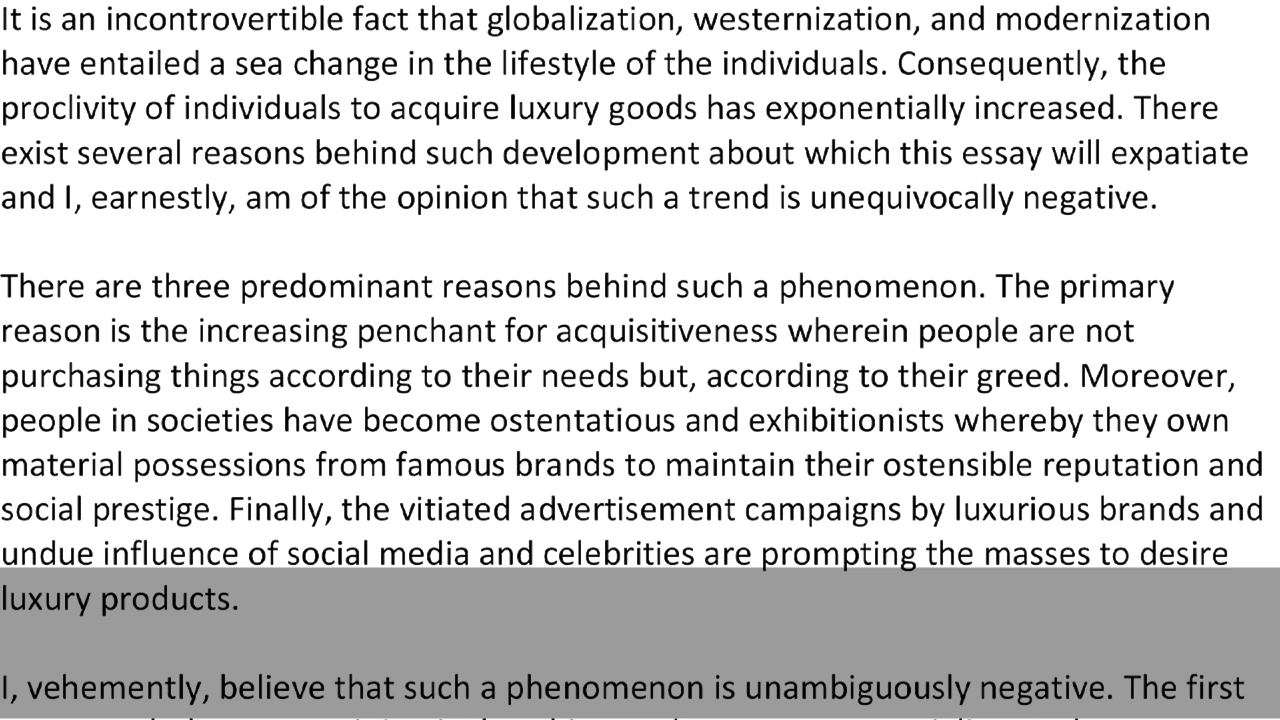 It is an incontrovertible fact that globalization, westernization, and modernization
have entailed a sea change in the lifestyle of the individuals. Consequently, the
proclivity of individuals to acquire luxury goods has exponentially increased. There
exist several reasons behind such development about which this essay will expatiate
and I, earnestly, am of the opinion that such a trend is unequivocally negative.
There are three predominant reasons behind such a phenomenon. The primary
reason is the increasing penchant for acquisitiveness wherein people are not
purchasing things according to their needs but, according to their greed. Moreover,
people in societies have become ostentatious and exhibitionists whereby they own
material possessions from famous brands to maintain their ostensible reputation and
social prestige. Finally, the vitiated advertisement campaigns by luxurious brands and
undue influence of social media and celebrities are prompting the masses to desire
luxury products.
I, vehemently, believe that such a phenomenon is unambiguously negative. The first